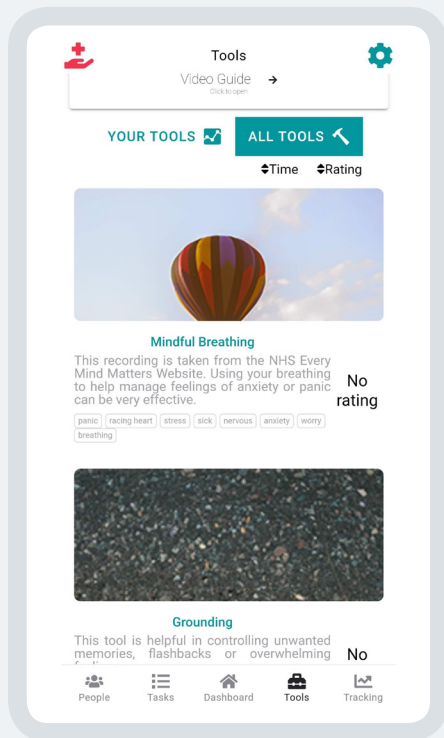 Tools
Video Guide
Click to open
YOUR TOOLS
ALL TOOLS
Time Rating
Mindful Breathing
This recording is taken from the NHS Every
Mind Matters Website. Using your breathing
to help manage feelings of anxiety or panic
can be very effective.
No
rating
panic racing heart stress sick nervous anxiety worry
breathing
Grounding
This tool is helpful in controlling unwanted
memories, flashbacks or overwhelming
No
People Tasks Dashboard Tools Tracking